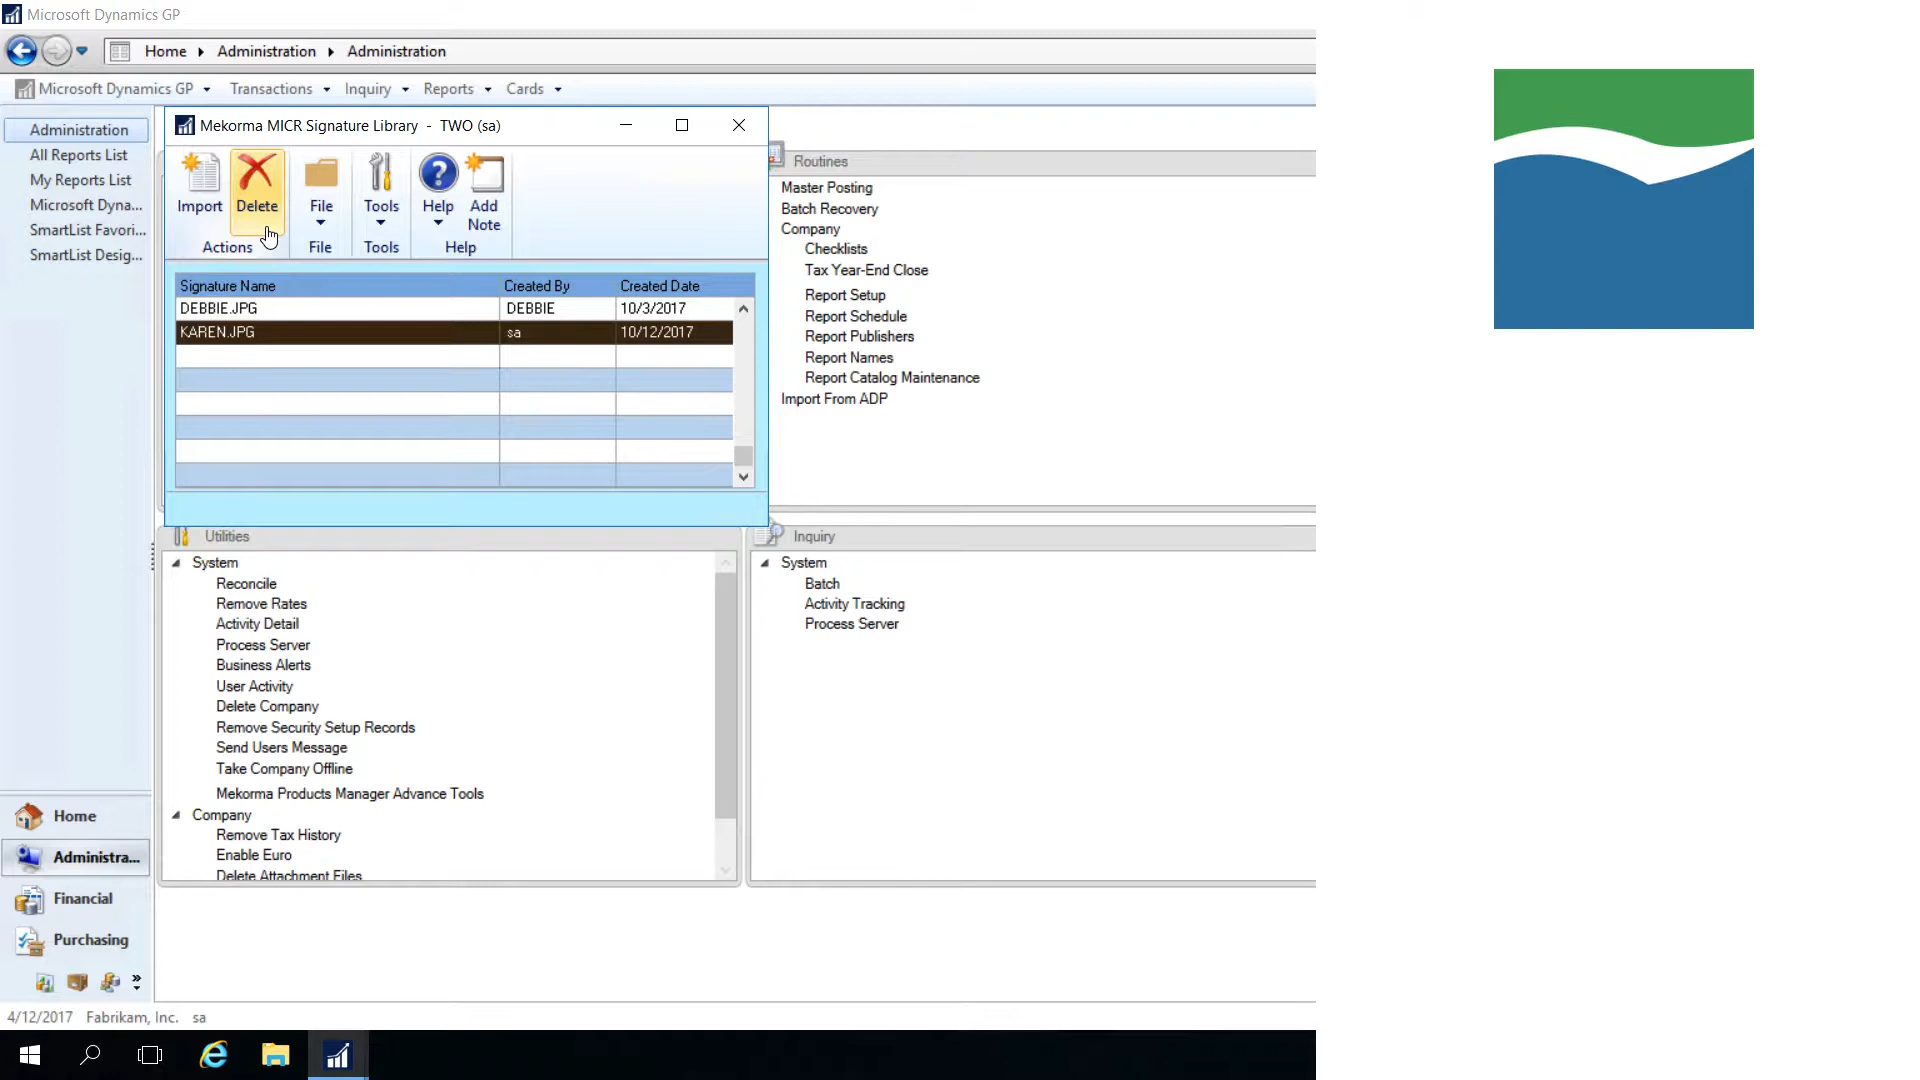 Microsoft Dynamics GP
Home Administration Administration
Microsoft Dynamics GP Transactions Inquiry Reports Cards
Administration
All Reports List
My Reports List
Microsoft Dyna...
SmartList Favori...
SmartList Desig...
Mekorma MICR Signature Library - TWO (sa)
Import Delete File Tools Help Add Note
Actions File Tools Help
Signature Name Created By Created Date
DEBBIE.JPG DEBBIE 10/3/2017
KAREN.JPG sa 10/12/2017
Routines
Master Posting
Batch Recovery
Company
Checklists
Tax Year-End Close
Report Setup
Report Schedule
Report Publishers
Report Names
Report Catalog Maintenance
Import From ADP
Utilities
System
Reconcile
Remove Rates
Activity Detail
Process Server
Business Alerts
User Activity
Delete Company
Remove Security Setup Records
Send Users Message
Take Company Offline
Mekorma Products Manager Advance Tools
Company
Remove Tax History
Enable Euro
Delete Attachment Files
Inquiry
System
Batch
Activity Tracking
Process Server
Home
Administra...
Financial
Purchasing
4/12/2017 Fabrikam, Inc. sa